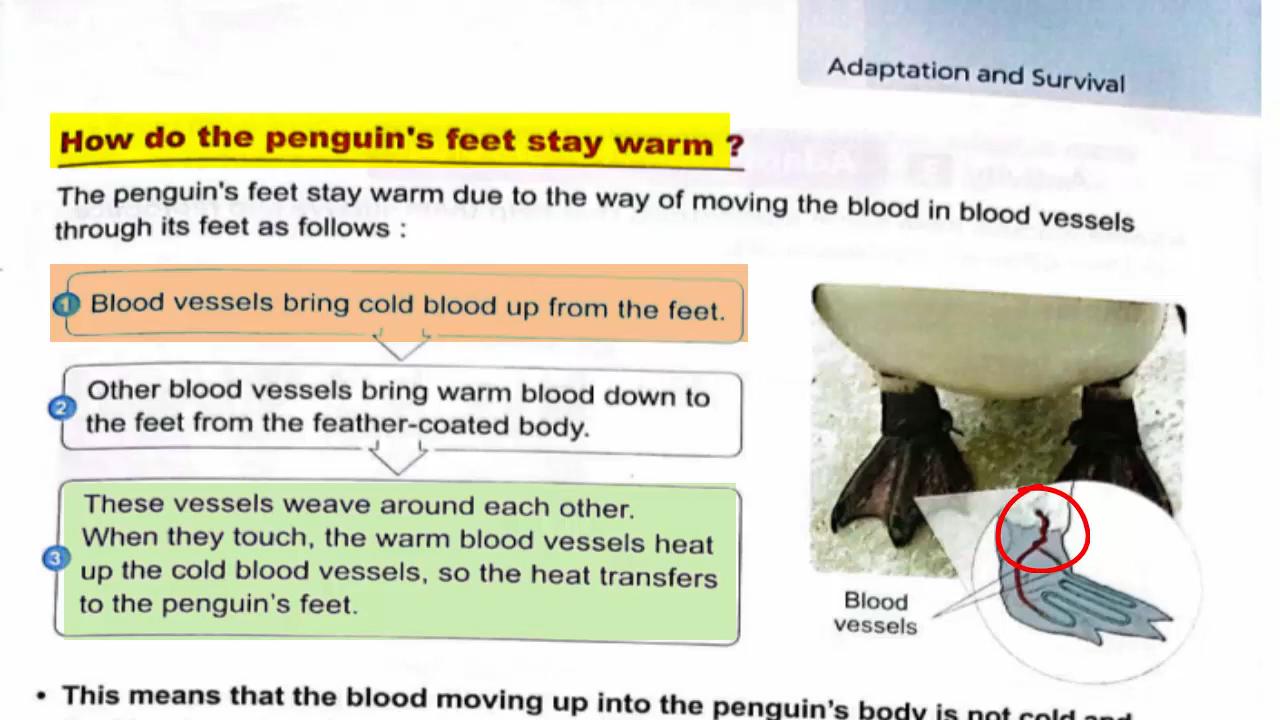 Adaptation and Survival
How do the penguin's feet stay warm ?
The penguin's feet stay warm due to the way of moving the blood in blood vessels
through its feet as follows :
1 Blood vessels bring cold blood up from the feet.
2 Other blood vessels bring warm blood down to
the feet from the feather-coated body.
3 These vessels weave around each other.
When they touch, the warm blood vessels heat
up the cold blood vessels, so the heat transfers
to the penguin's feet.
Blood
vessels
• This means that the blood moving up into the penguin's body is not cold and